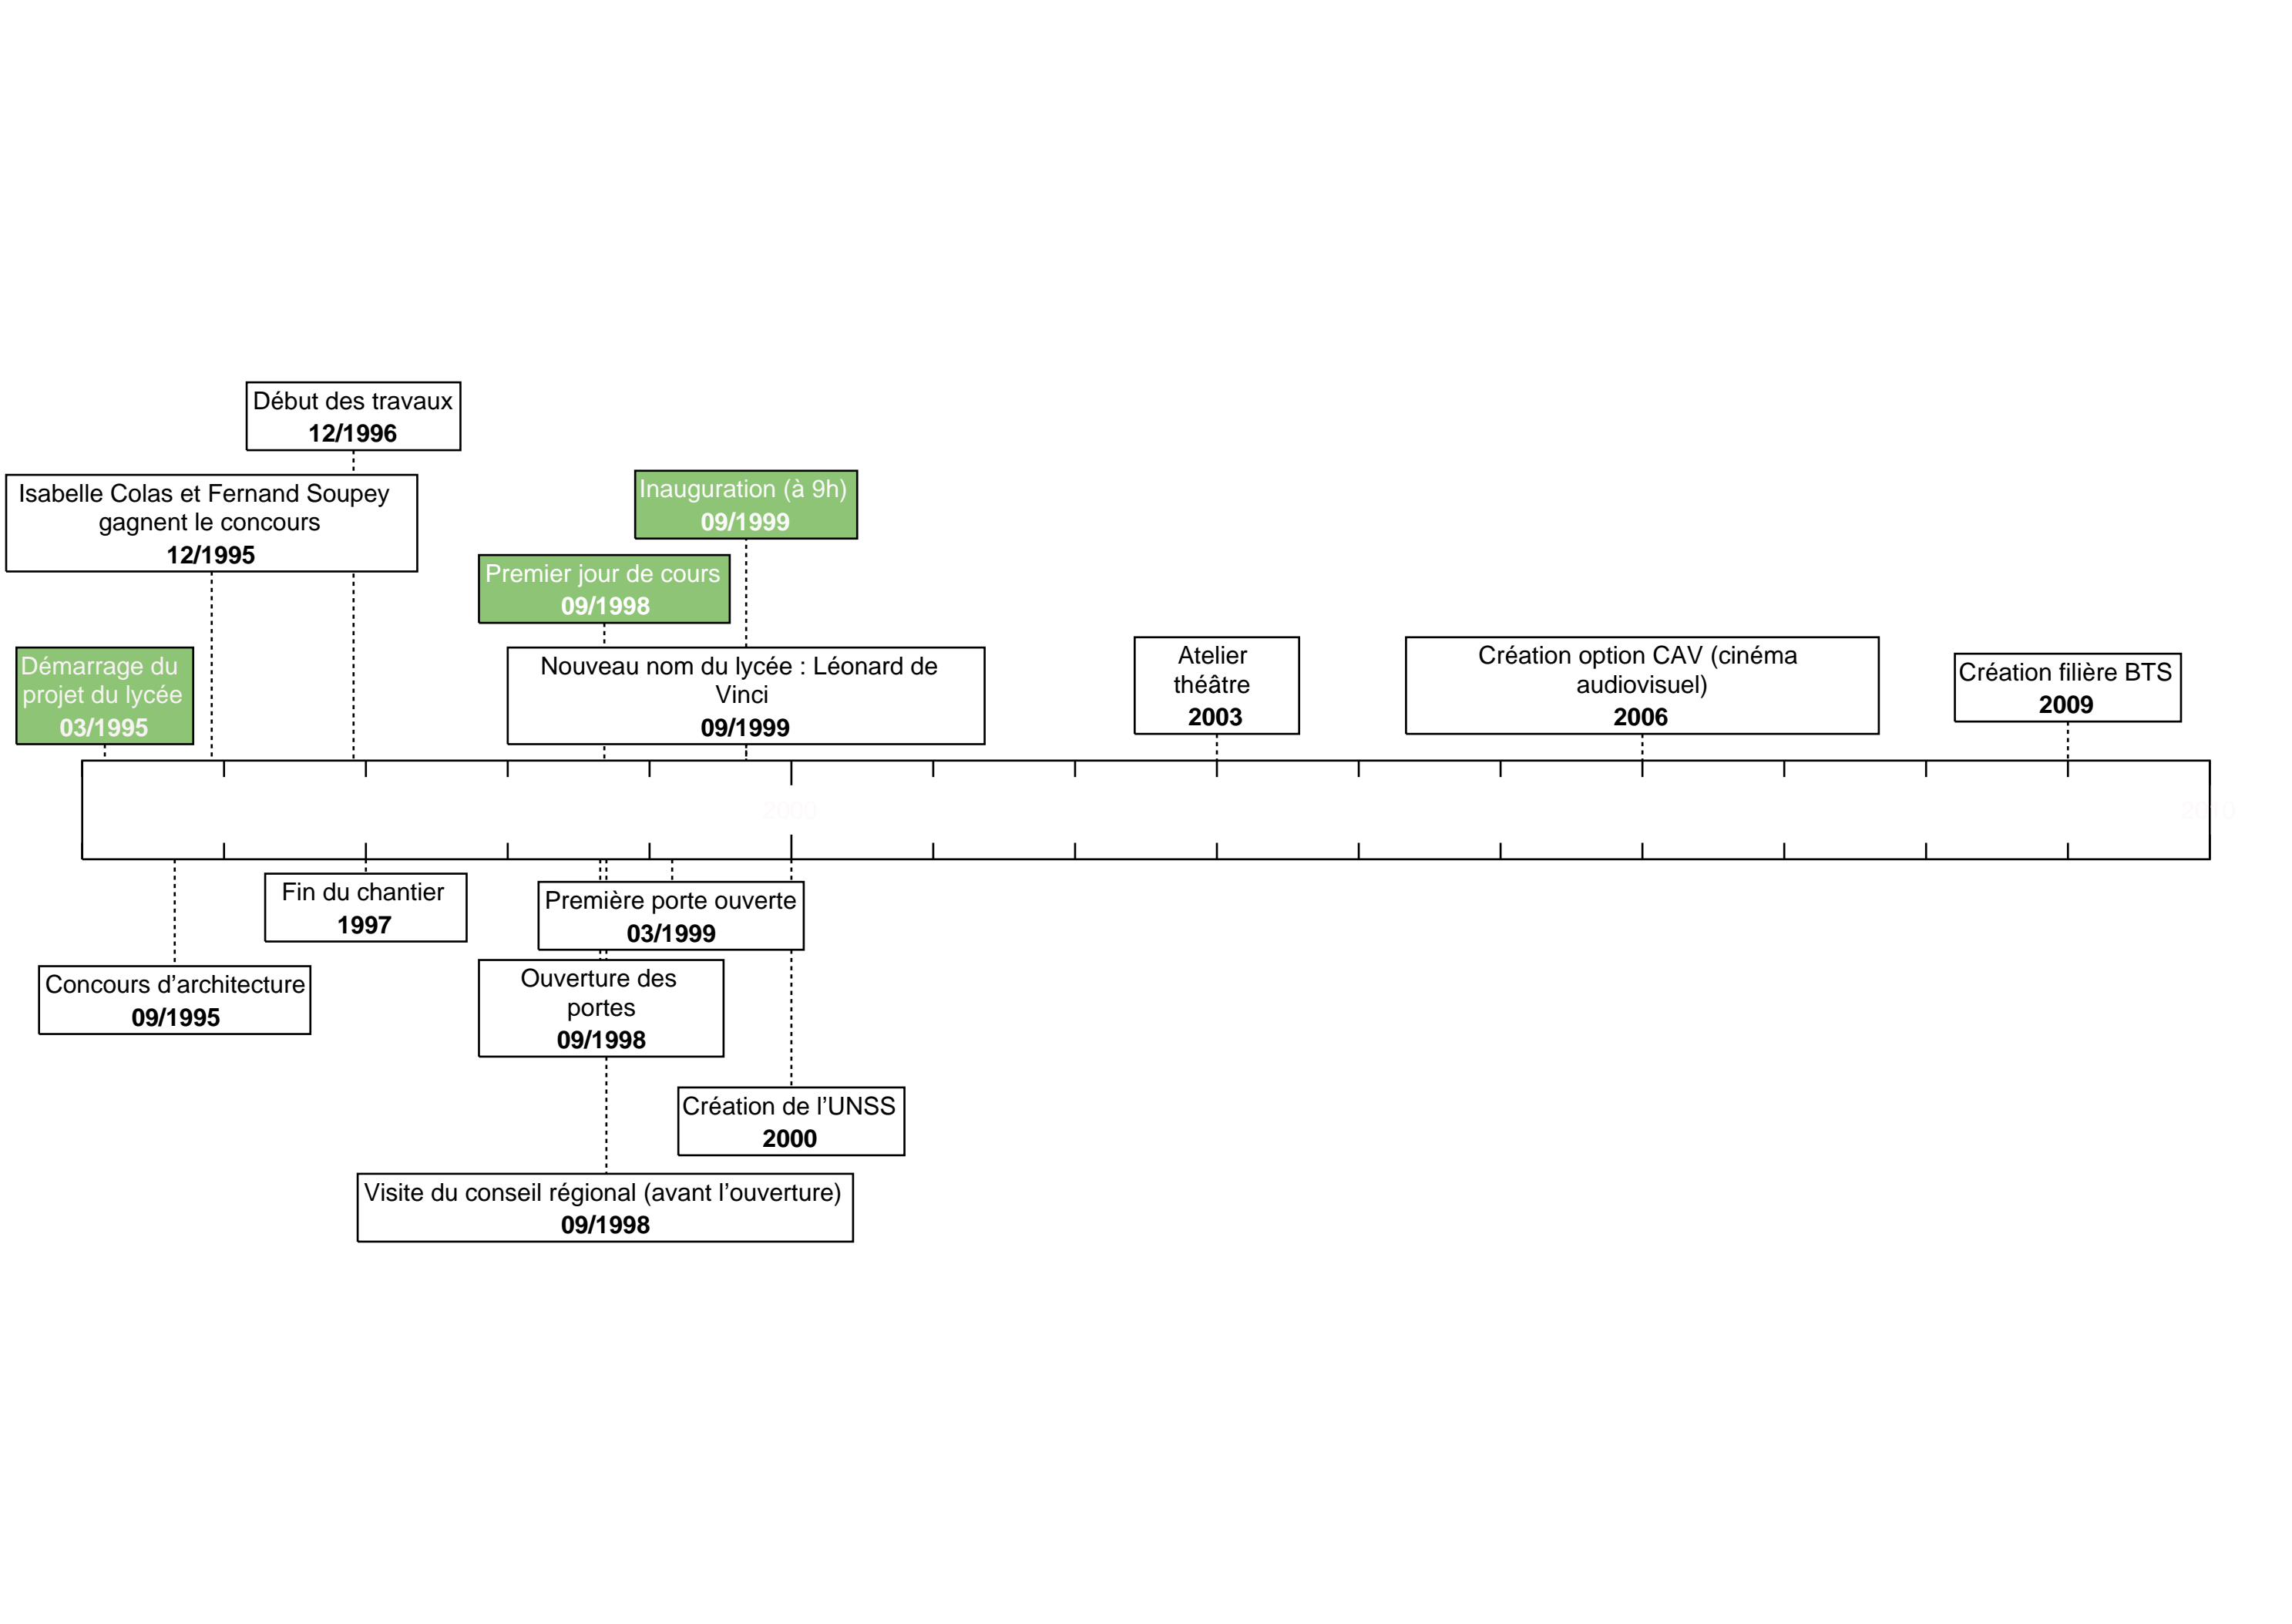 Début des travaux
12/1996
Isabelle Colas et Fernand Soupey
gagnent le concours
12/1995
Inauguration (à 9h)
09/1999
Premier jour de cours
09/1998
Démarrage du
projet du lycée
03/1995
Nouveau nom du lycée : Léonard de
Vinci
09/1999
Atelier
théâtre
2003
Création option CAV (cinéma
audiovisuel)
2006
Création filière BTS
2009
2000
2010
Fin du chantier
1997
Première porte ouverte
03/1999
Concours d’architecture
09/1995
Ouverture des
portes
09/1998
Création de l’UNSS
2000
Visite du conseil régional (avant l’ouverture)
09/1998